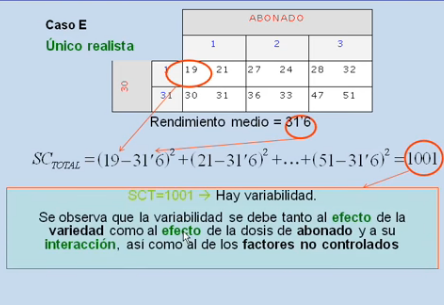 Caso E
Único realista
ABONADO
1 2 3
30 1 19 21 27 24 28 32
31 30 31 36 33 47 51
Rendimiento medio = 31'6
SC_TOTAL = (19−31'6)² + (21−31'6)² + … + (51−31'6)² = 1001
SCT=1001 → Hay variabilidad.
Se observa que la variabilidad se debe tanto al efecto de la
variedad como al efecto de la dosis de abonado y a su
interacción, así como al de los factores no controlados